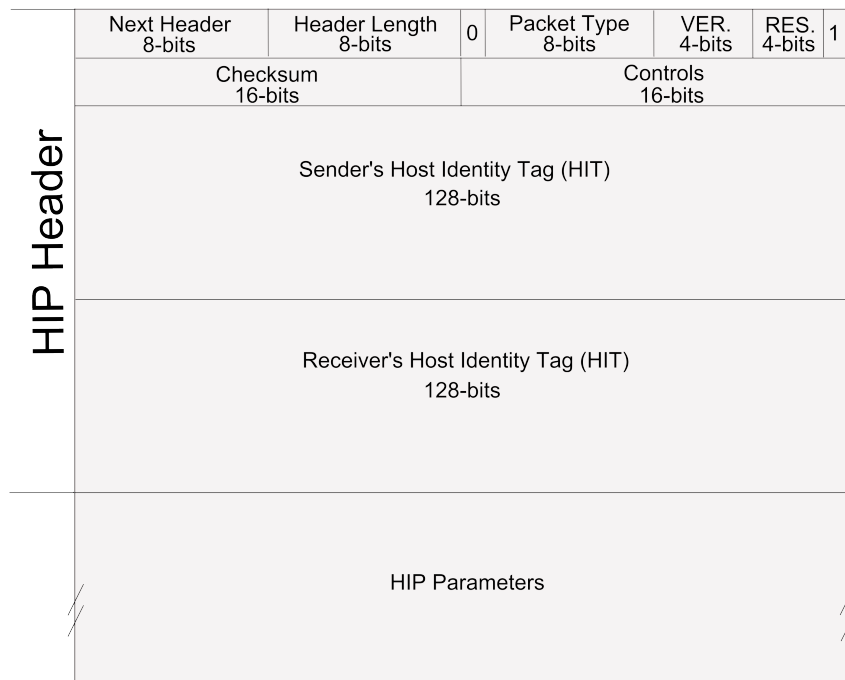 HIP Header
Next Header
8-bits
Header Length
8-bits
0
Packet Type
8-bits
VER.
4-bits
RES.
4-bits
1
Checksum
16-bits
Controls
16-bits
Sender's Host Identity Tag (HIT)
128-bits
Receiver's Host Identity Tag (HIT)
128-bits
HIP Parameters